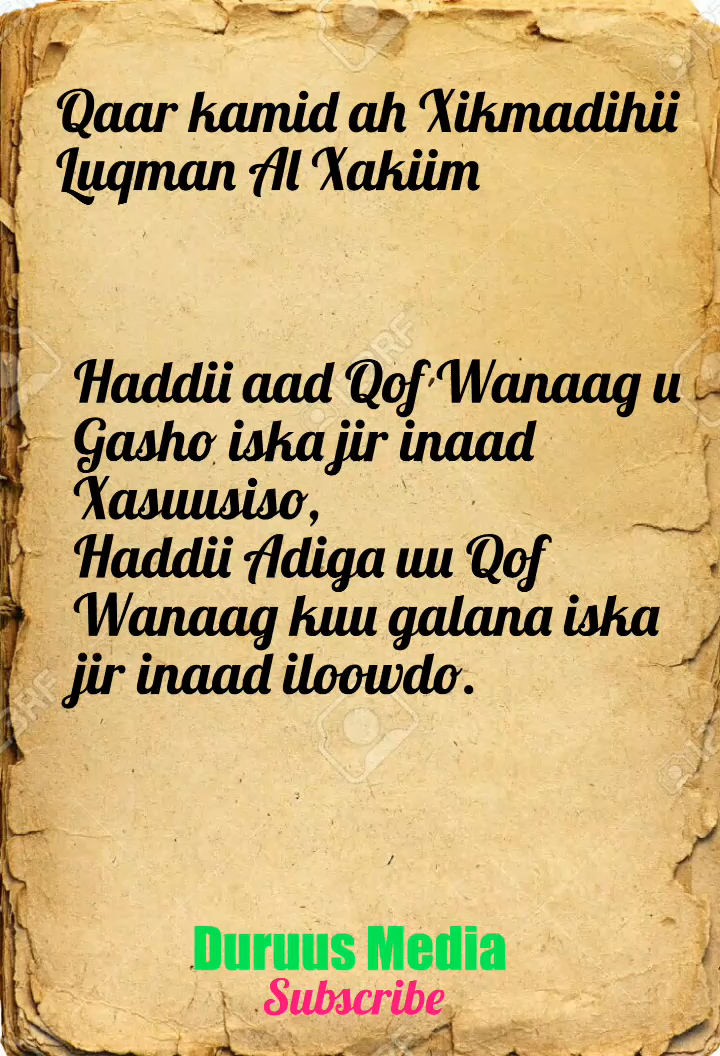 Qaar kamid ah Xikmadihii
Luqman Al Xakiim
Haddii aad Qof Wanaag u
Gasho iska jir inaad
Xasuusiso,
Haddii Adiga uu Qof
Wanaag kuu galana iska
jir inaad iloowdo.
Duruus Media
Subscribe